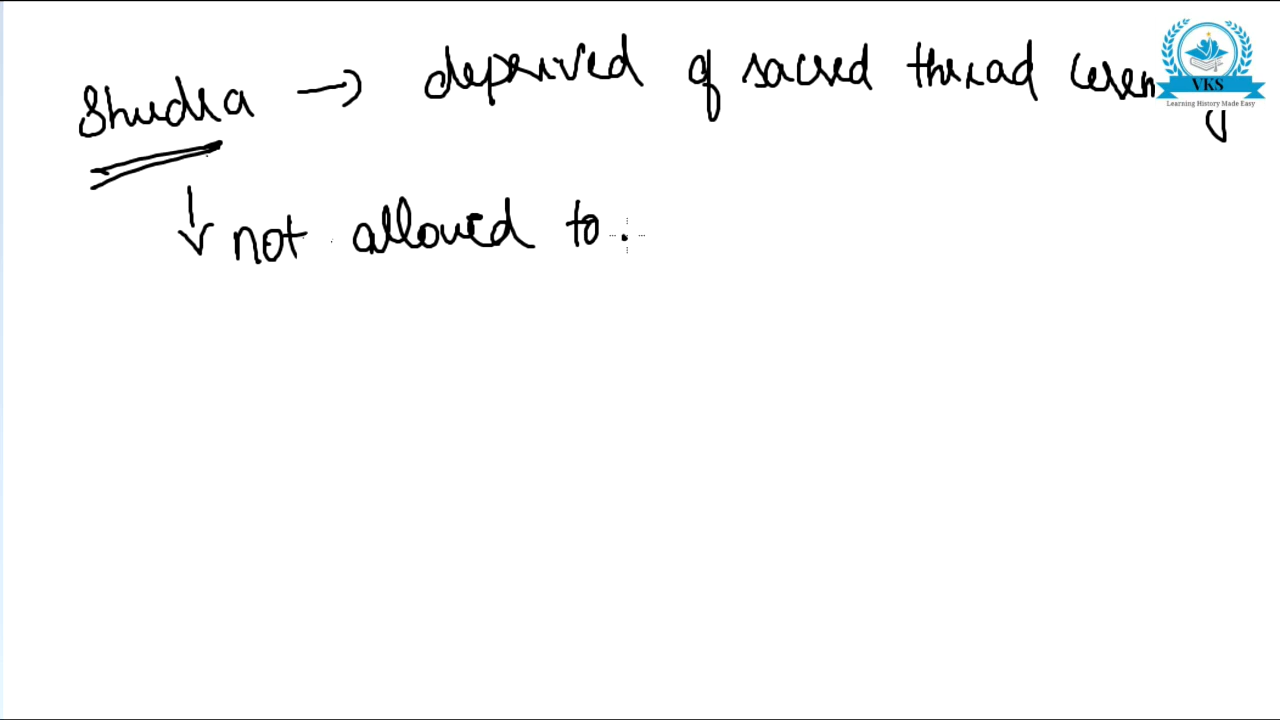 Shudra → deprived of sacred thread
VKS
Learning History Made Easy
↓ not allowed to